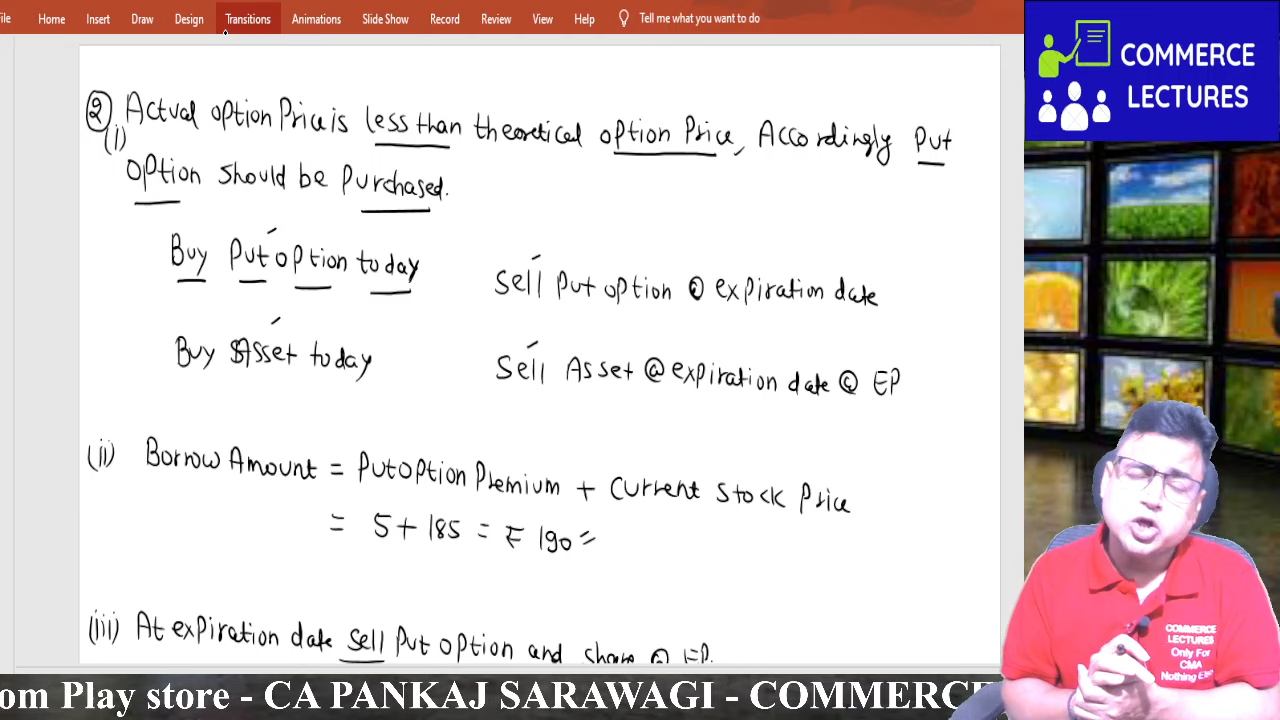 File Home Insert Draw Design Transitions Animations Slide Show Record Review View Help Tell me what you want to do
COMMERCE
LECTURES
② Actual option Price is less than theoretical option Price, Accordingly Put
(i)
option should be Purchased.
Buy Put option today
Sell Put option @ expiration date
Buy Asset today
Sell Asset @ expiration date @ EP
(ii) Borrow Amount = Put option Premium + Current Stock Price
= 5 + 185 = ₹ 190 =
(iii) At expiration date sell Put option and share @ EP.
COMMERCE
LECTURES
Only For
CMA
om Play store - CA PANKAJ SARAWAGI - COMMERCE